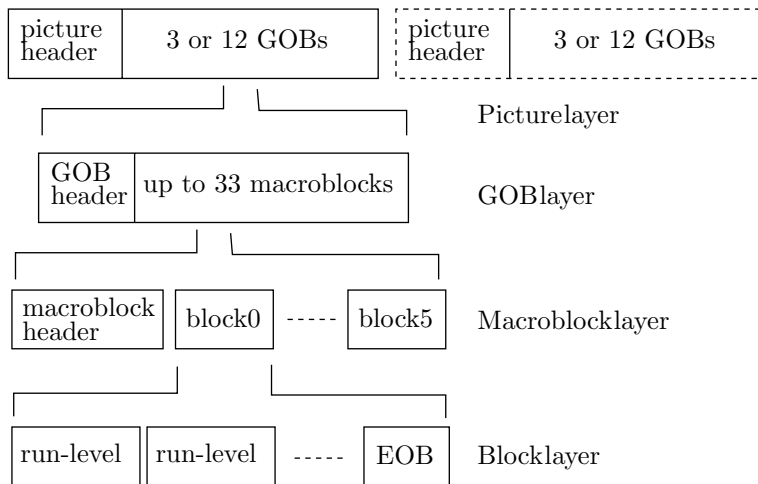 picture
header
3 or 12 GOBs
picture
header
3 or 12 GOBs
Picturelayer
GOB
header
up to 33 macroblocks
GOBlayer
macroblock
header
block0
block5
Macroblocklayer
run-level
run-level
EOB
Blocklayer